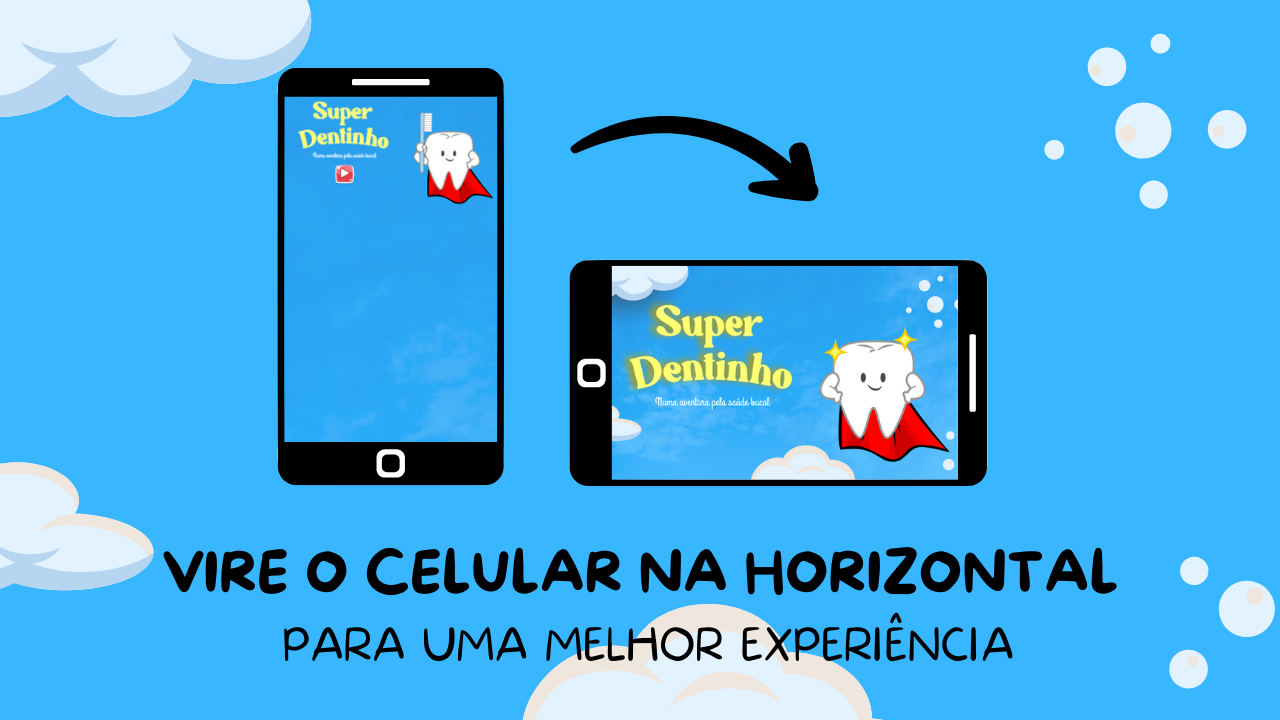 Super
Dentinho
Numa aventura pela saúde bucal
Super
Dentinho
Numa aventura pela saúde bucal
VIRE O CELULAR NA HORIZONTAL
PARA UMA MELHOR EXPERIÊNCIA